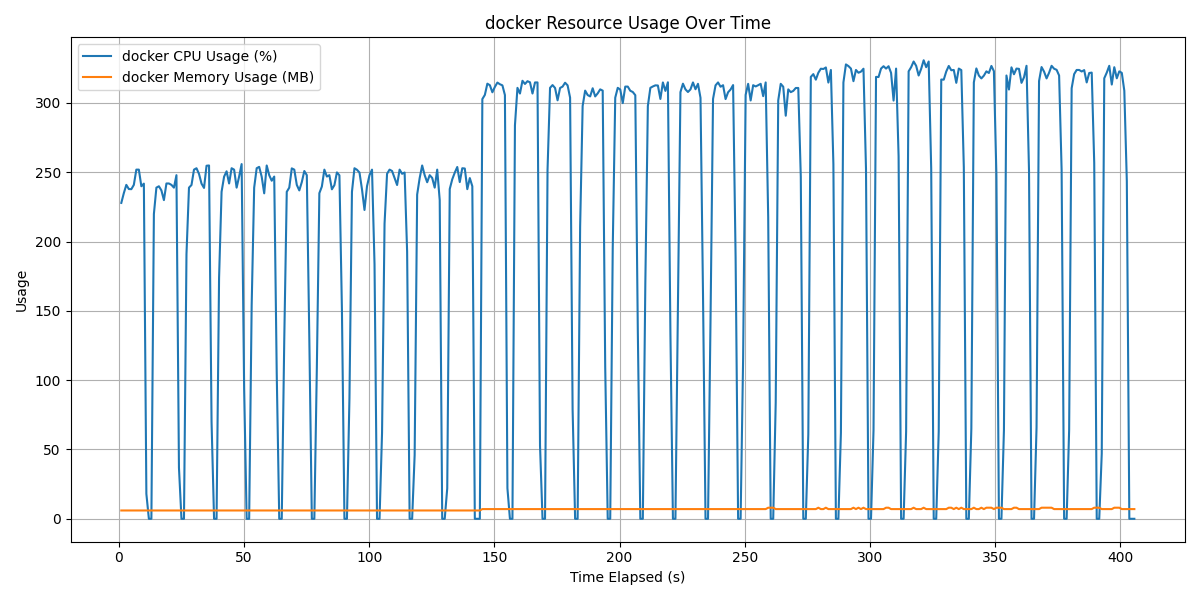 docker Resource Usage Over Time
docker CPU Usage (%)
docker Memory Usage (MB)
Usage
300
250
200
150
100
50
0
0 50 100 150 200 250 300 350 400
Time Elapsed (s)